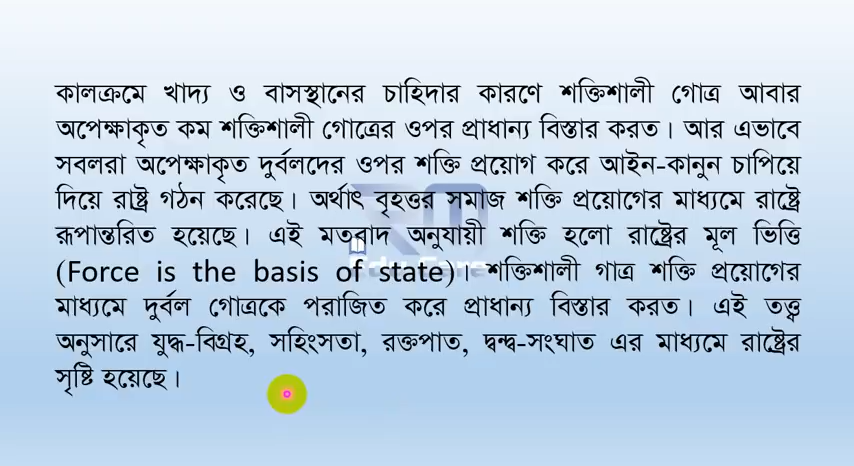 কালক্রমে খাদ্য ও বাসস্থানের চাহিদার কারণে শক্তিশালী গোত্র আবার
অপেক্ষাকৃত কম শক্তিশালী গোত্রের ওপর প্রাধান্য বিস্তার করত। আর এভাবে
সবলরা অপেক্ষাকৃত দুর্বলদের ওপর শক্তি প্রয়োগ করে আইন-কানুন চাপিয়ে
দিয়ে রাষ্ট্র গঠন করেছে। অর্থাৎ বৃহত্তর সমাজ শক্তি প্রয়োগের মাধ্যমে রাষ্ট্রে
রূপান্তরিত হয়েছে। এই মতবাদ অনুযায়ী শক্তি হলো রাষ্ট্রের মূল ভিত্তি
(Force is the basis of state)। শক্তিশালী গাত্র শক্তি প্রয়োগের
মাধ্যমে দুর্বল গোত্রকে পরাজিত করে প্রাধান্য বিস্তার করত। এই তত্ত্ব
অনুসারে যুদ্ধ-বিগ্রহ, সহিংসতা, রক্তপাত, দ্বন্দ্ব-সংঘাত এর মাধ্যমে রাষ্ট্রের
সৃষ্টি হয়েছে।